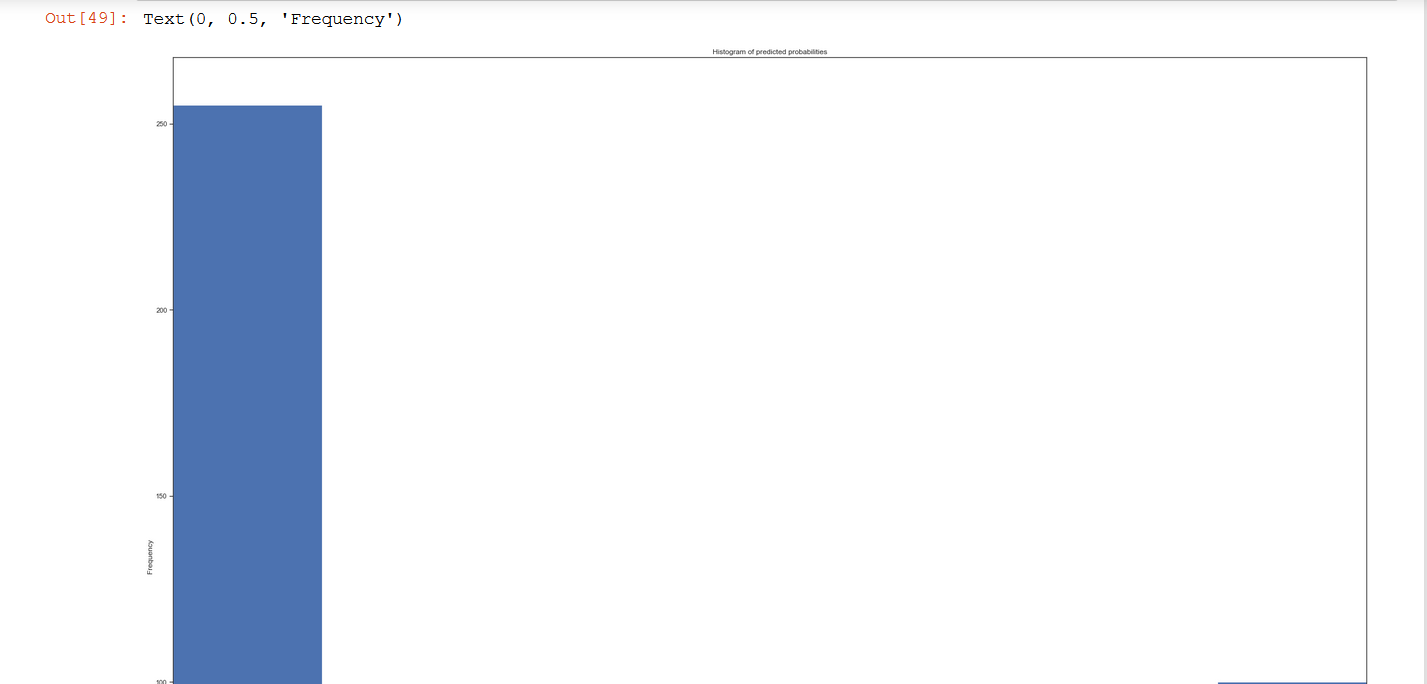 Out[49]: Text(0, 0.5, 'Frequency')
Histogram of predicted probabilities
250
200
150
Frequency
100